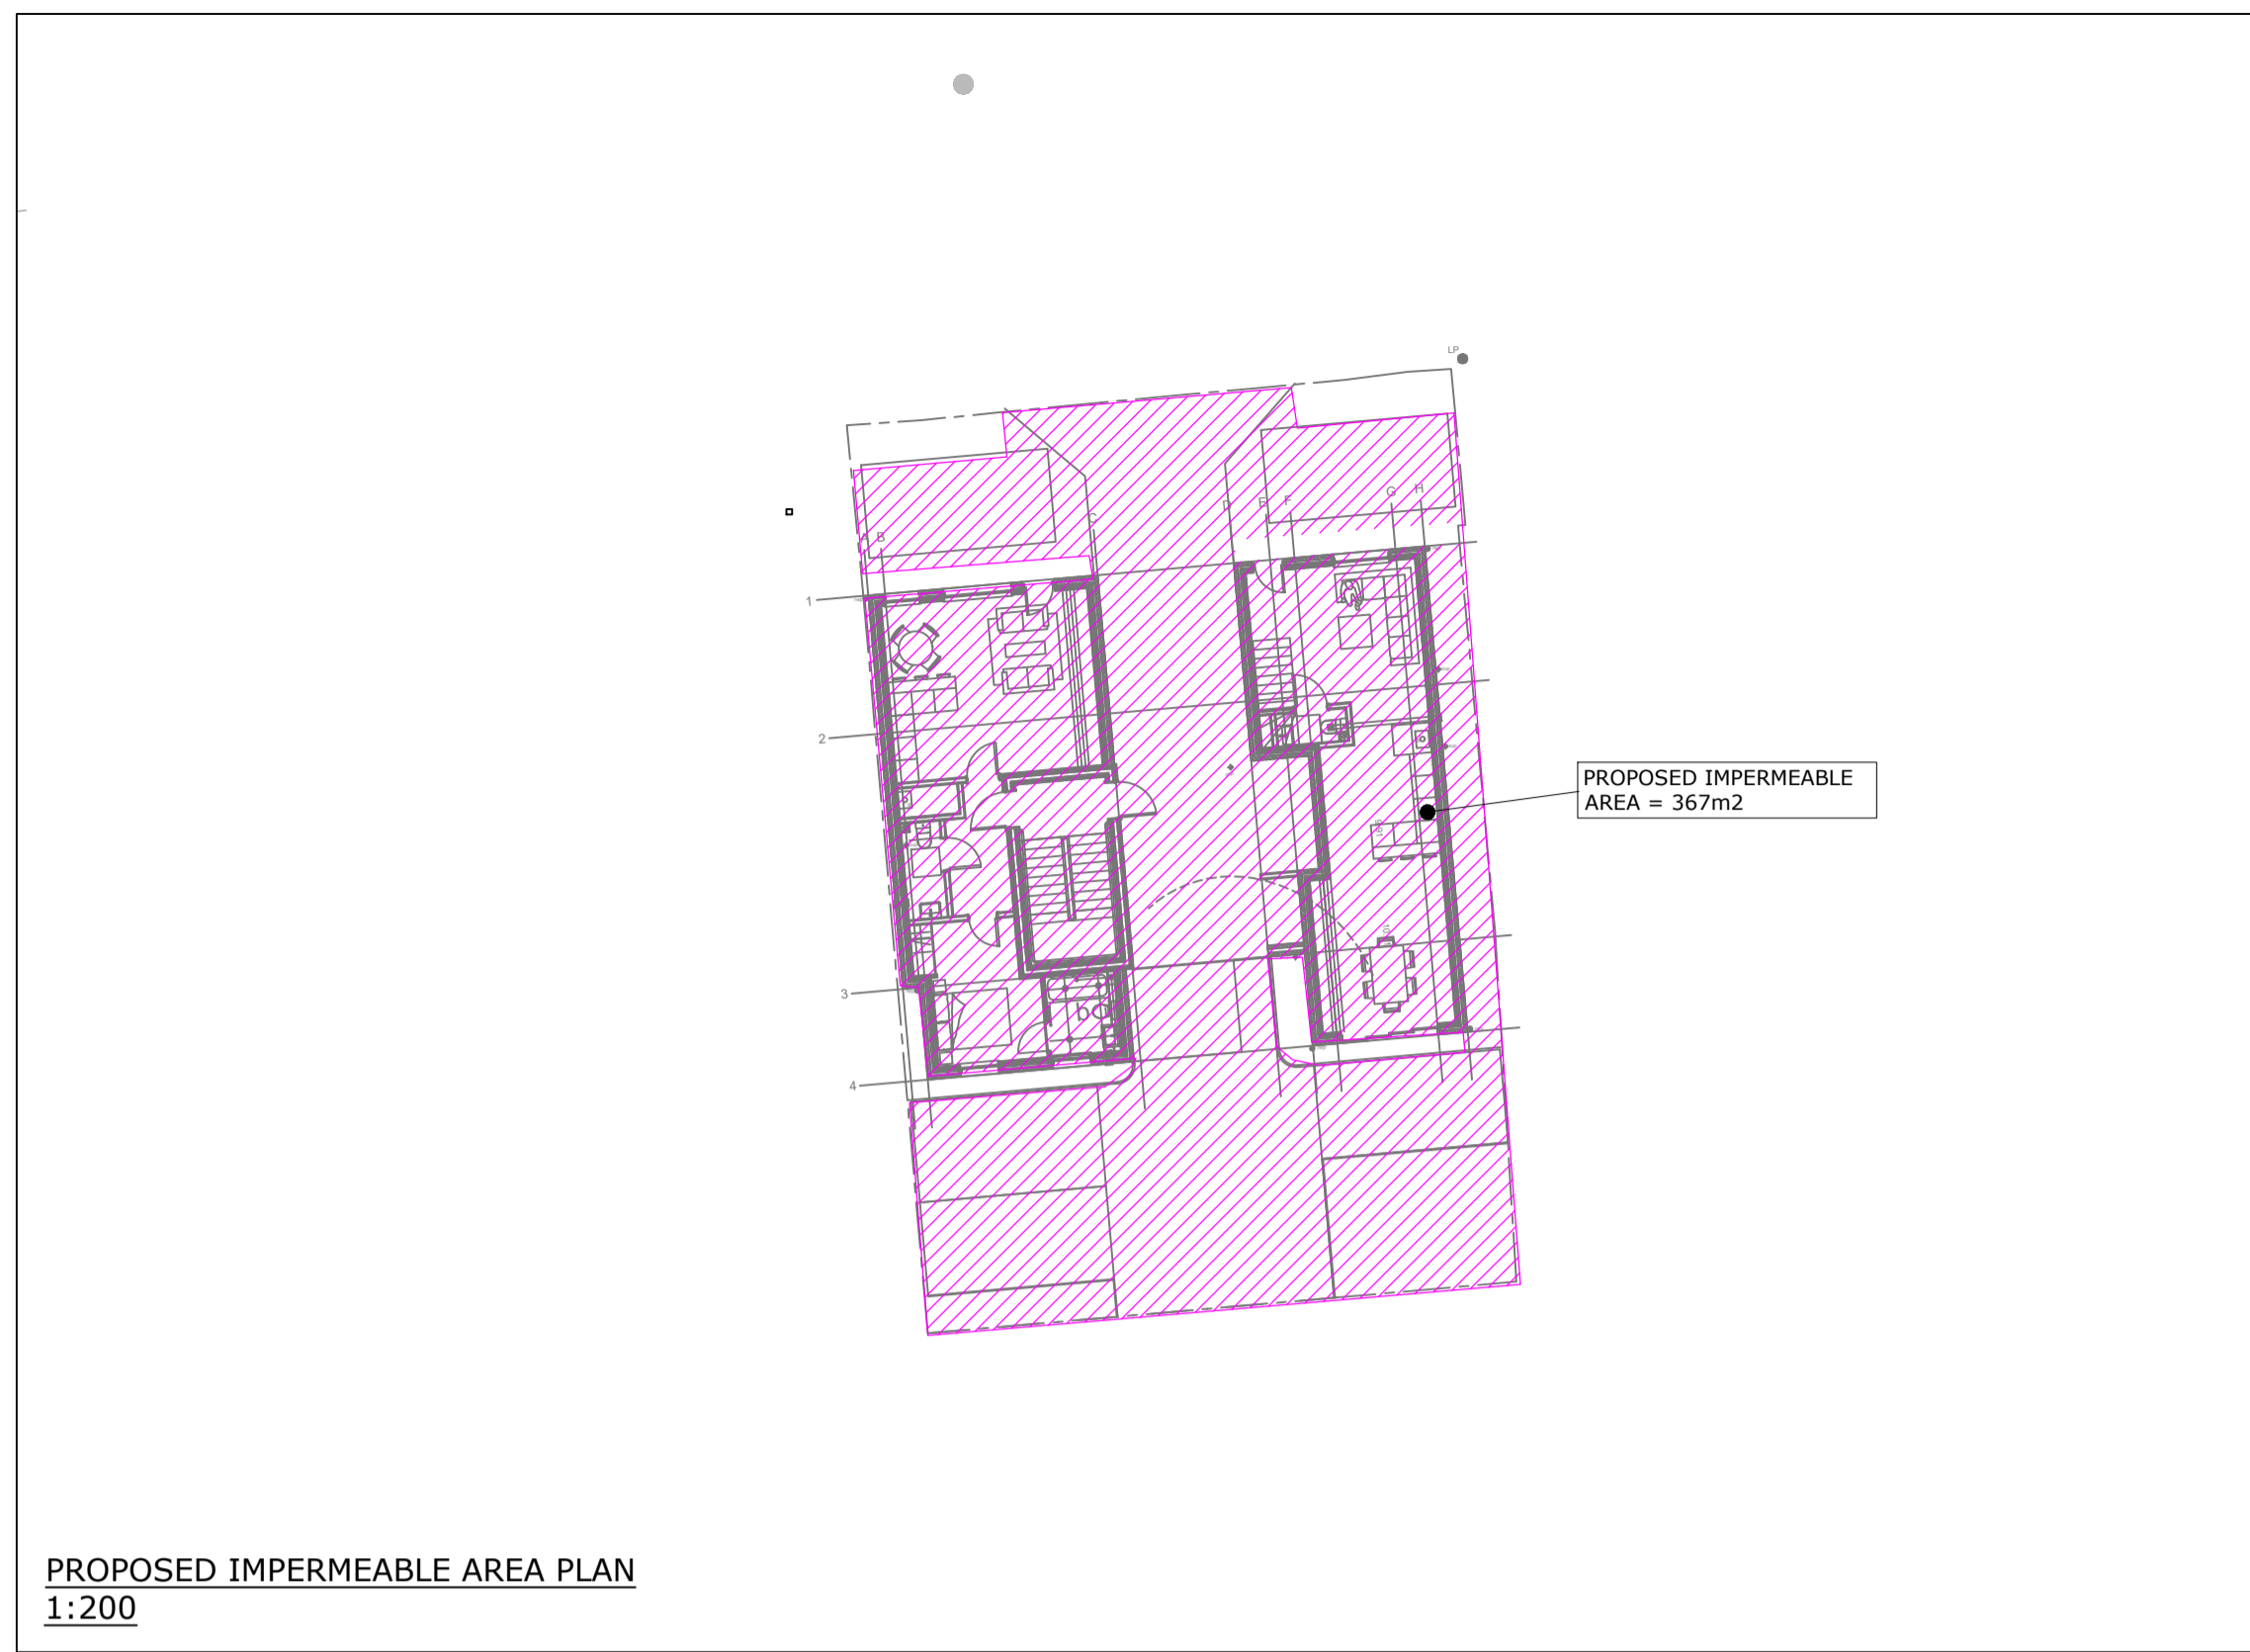 LP
A B
C
D
E
F
G
H
1
2
PROPOSED IMPERMEABLE
AREA = 367m2
3
4
PROPOSED IMPERMEABLE AREA PLAN
1:200